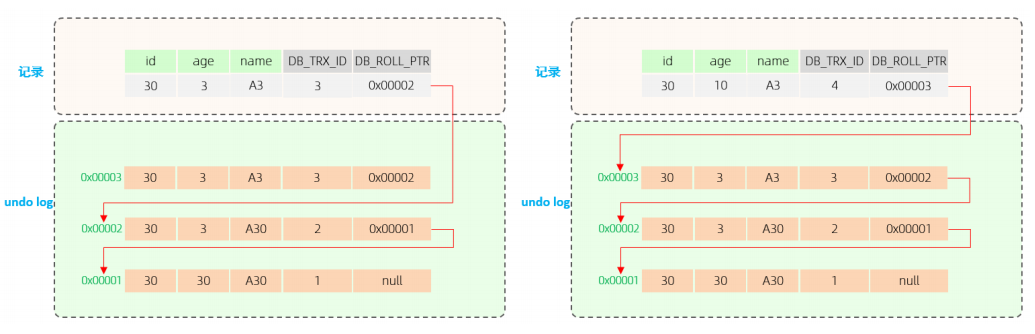 id age name DB_TRX_ID DB_ROLL_PTR
记录
30 3 A3 3 0x00002
0x00003 30 3 A3 3 0x00002
undo log
0x00002 30 3 A30 2 0x00001
0x00001 30 30 A30 1 null
id age name DB_TRX_ID DB_ROLL_PTR
记录
30 10 A3 4 0x00003
0x00003 30 3 A3 3 0x00002
undo log
0x00002 30 3 A30 2 0x00001
0x00001 30 30 A30 1 null